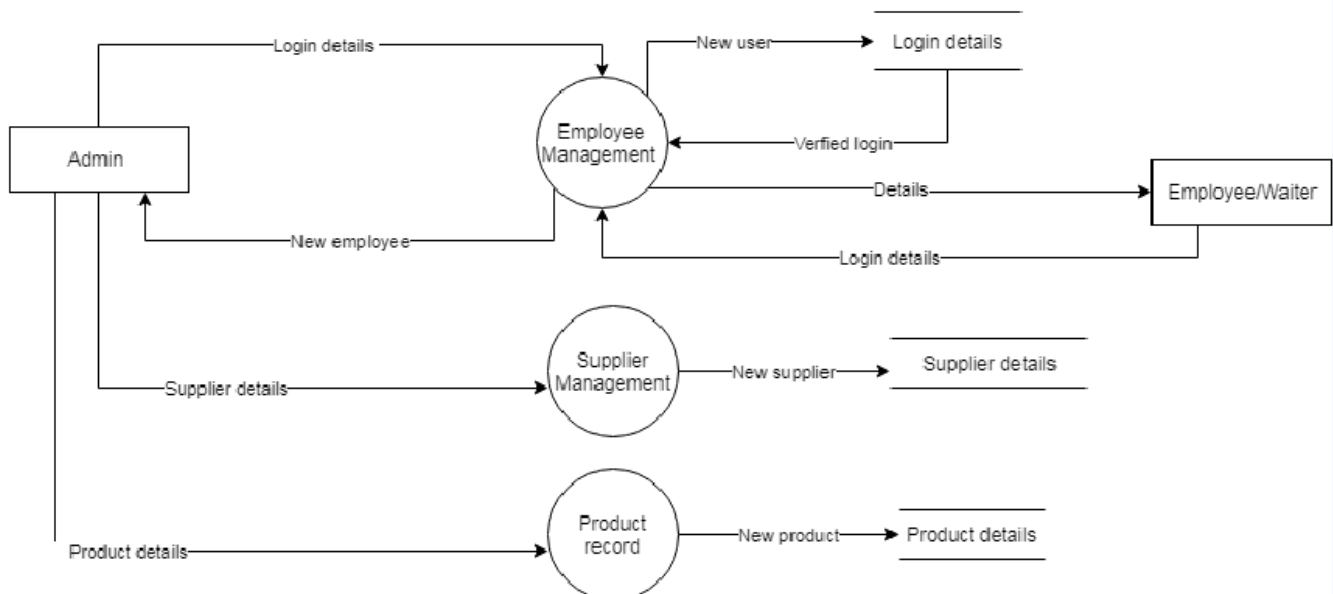 Login details
New user
Login details
Employee
Management
Verfied login
Admin
Details
Employee/Waiter
New employee
Login details
Supplier
Management
Supplier details
New supplier
Supplier details
Product
record
Product details
New product
Product details